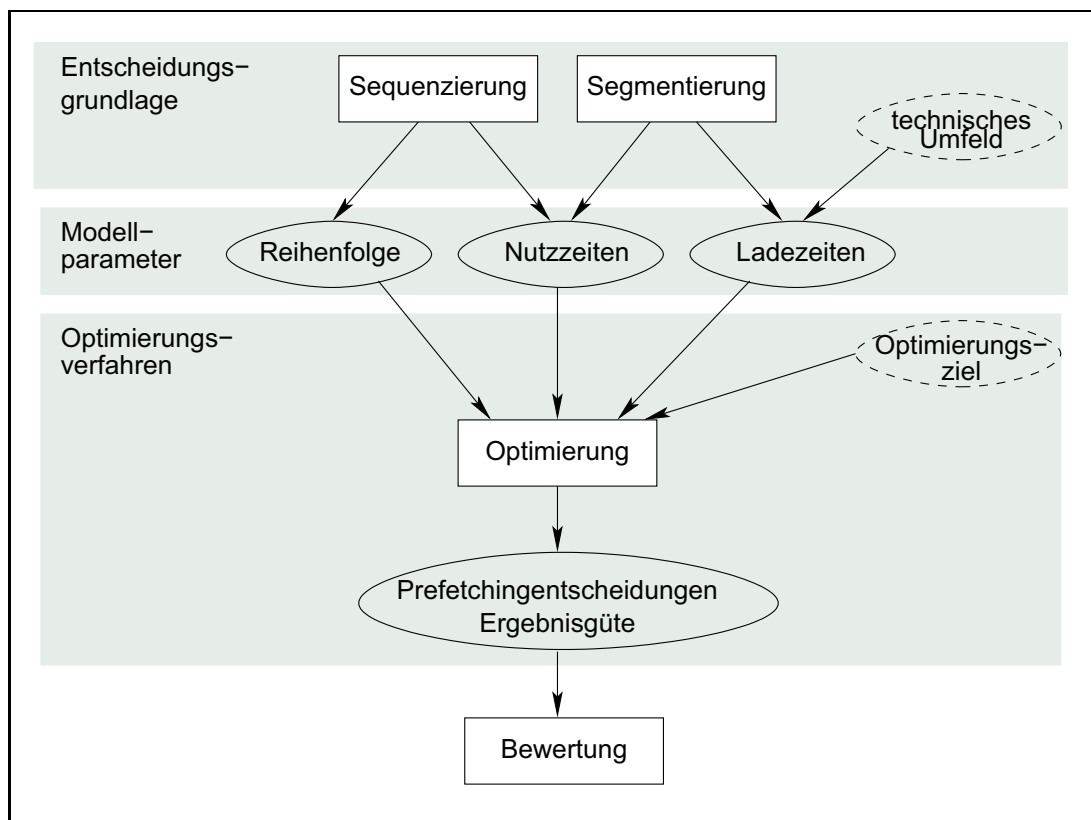 Entscheidungs−
grundlage
Sequenzierung
Segmentierung
technisches
Umfeld
Modell−
parameter
Reihenfolge
Nutzzeiten
Ladezeiten
Optimierungs−
verfahren
Optimierungs−
ziel
Optimierung
Prefetchingentscheidungen
Ergebnisgüte
Bewertung